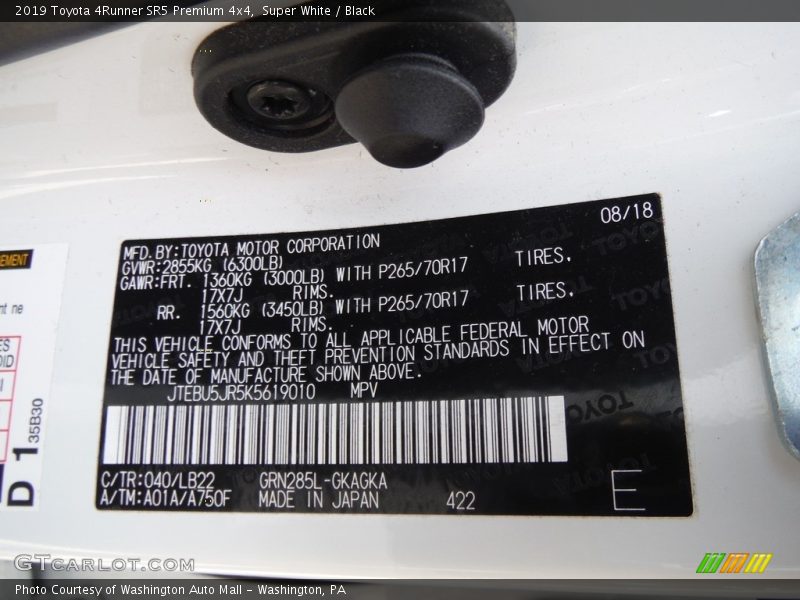 2019 Toyota 4Runner SR5 Premium 4x4,  Super White / Black
08/18
MFD. BY:TOYOTA MOTOR CORPORATION
GVWR:2855KG (6300LB)
GAWR:FRT. 1360KG (3000LB) WITH P265/70R17 TIRES,
17X7J RIMS.
RR. 1560KG (3450LB) WITH P265/70R17 TIRES,
17X7J RIMS.
THIS VEHICLE CONFORMS TO ALL APPLICABLE FEDERAL MOTOR
VEHICLE SAFETY AND THEFT PREVENTION STANDARDS IN EFFECT ON
THE DATE OF MANUFACTURE SHOWN ABOVE.
JTEBU5JR5K5619010 MPV
C/TR:040/LB22 GRN285L-GKAGKA
A/TM:A01A/A750F MADE IN JAPAN 422 E
D 1 35B30
TOYOTA
GTCARLOT.COM
Photo Courtesy of Washington Auto Mall - Washington, PA